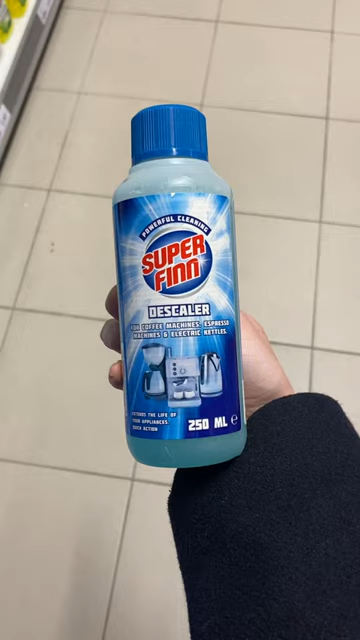 POWERFUL CLEANING
SUPER
FINN
DESCALER
FOR COFFEE MACHINES, ESPRESSO
MACHINES & ELECTRIC KETTLES
EXTENDS THE LIFE OF
YOUR APPLIANCES.
QUICK ACTION
250 ML ℮